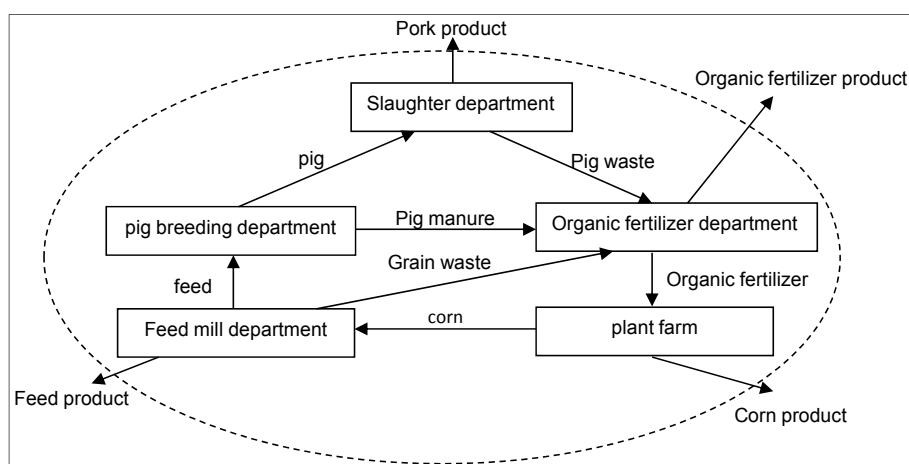 Pork product
Organic fertilizer product
Slaughter department
pig
Pig waste
pig breeding department
Pig manure
Organic fertilizer department
Grain waste
feed
Organic fertilizer
Feed mill department
corn
plant farm
Feed product
Corn product